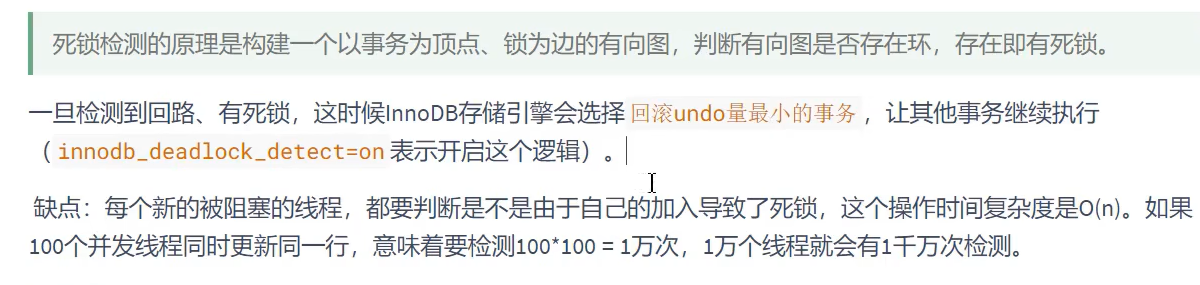 死锁检测的原理是构建一个以事务为顶点、锁为边的有向图，判断有向图是否存在环，存在即有死锁。
一旦检测到回路、有死锁，这时候InnoDB存储引擎会选择 回滚undo量最小的事务 ，让其他事务继续执行
（ innodb_deadlock_detect=on 表示开启这个逻辑）。
缺点：每个新的被阻塞的线程，都要判断是不是由于自己的加入导致了死锁，这个操作时间复杂度是O(n)。如果
100个并发线程同时更新同一行，意味着要检测100*100 = 1万次，1万个线程就会有1千万次检测。